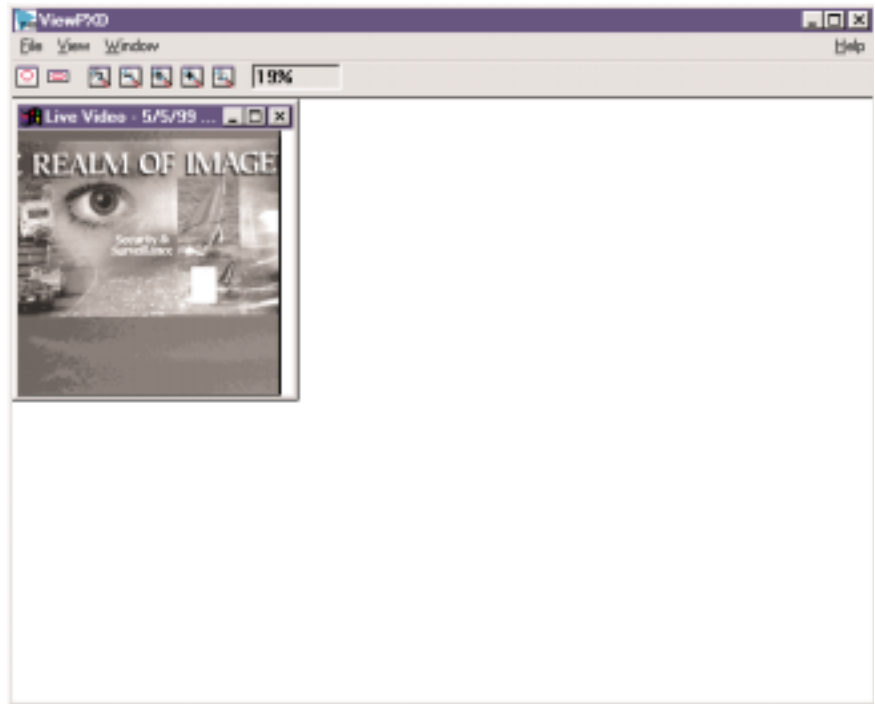 ViewPXD
File View Window Help
19%
Live Video - 5/5/99 ...
E REALM OF IMAGE
Security &
Surveillance